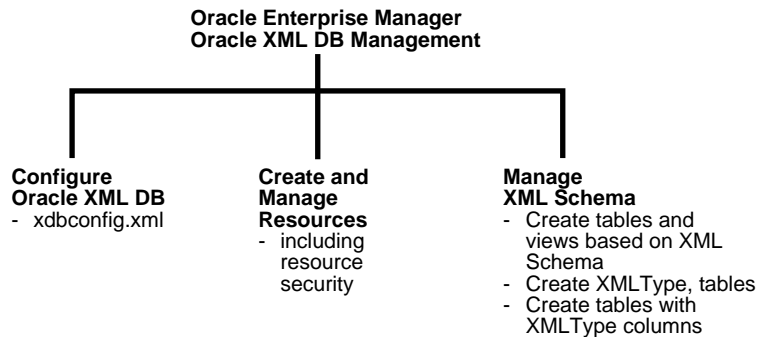 Oracle Enterprise Manager
Oracle XML DB Management
Configure
Oracle XML DB
- xdbconfig.xml
Create and
Manage
Resources
- including
resource
security
Manage
XML Schema
- Create tables and
views based on XML
Schema
- Create XMLType, tables
- Create tables with
XMLType columns